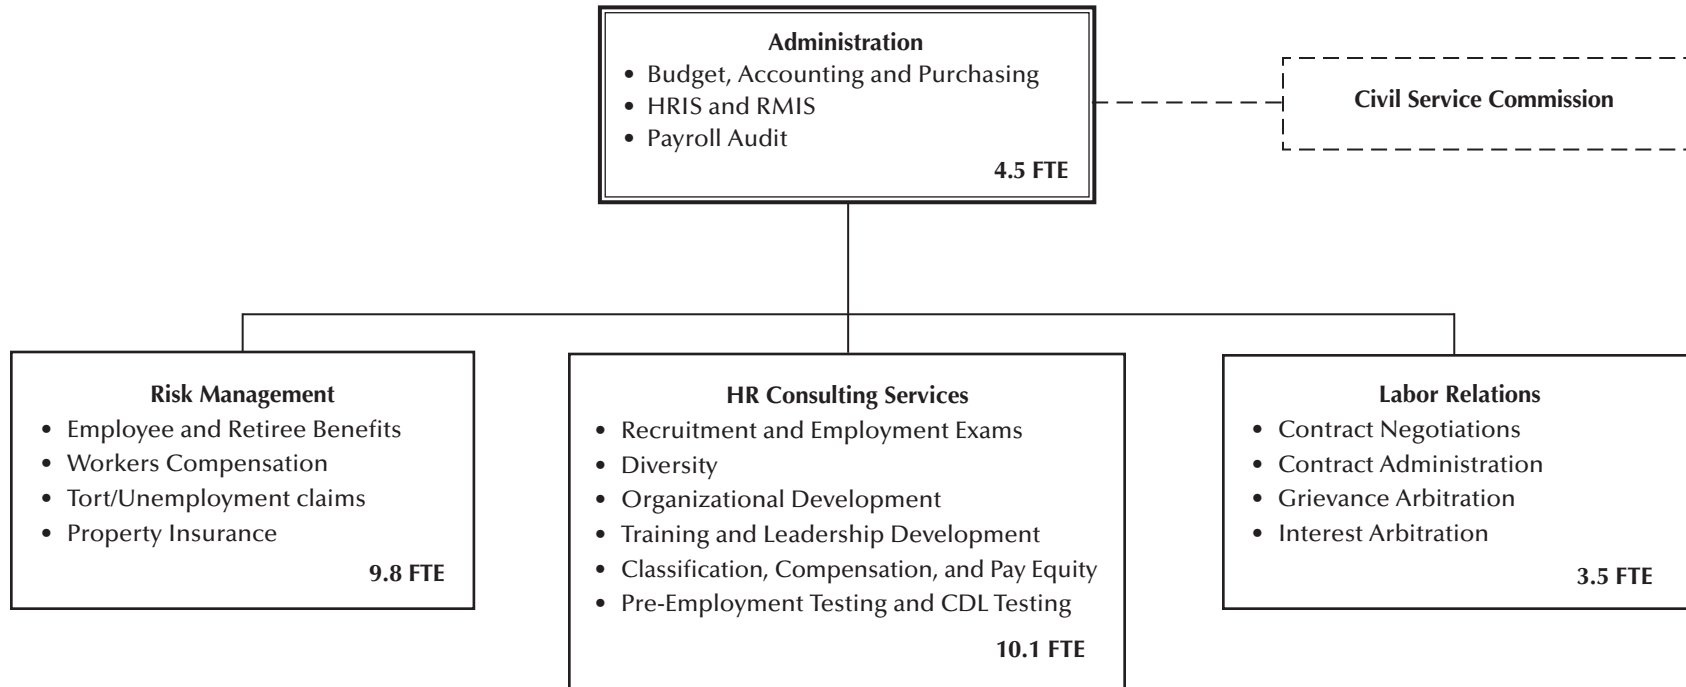 Administration
• Budget, Accounting and Purchasing
• HRIS and RMIS
• Payroll Audit
4.5 FTE
Civil Service Commission
Risk Management
• Employee and Retiree Benefits
• Workers Compensation
• Tort/Unemployment claims
• Property Insurance
9.8 FTE
HR Consulting Services
• Recruitment and Employment Exams
• Diversity
• Organizational Development
• Training and Leadership Development
• Classification, Compensation, and Pay Equity
• Pre-Employment Testing and CDL Testing
10.1 FTE
Labor Relations
• Contract Negotiations
• Contract Administration
• Grievance Arbitration
• Interest Arbitration
3.5 FTE